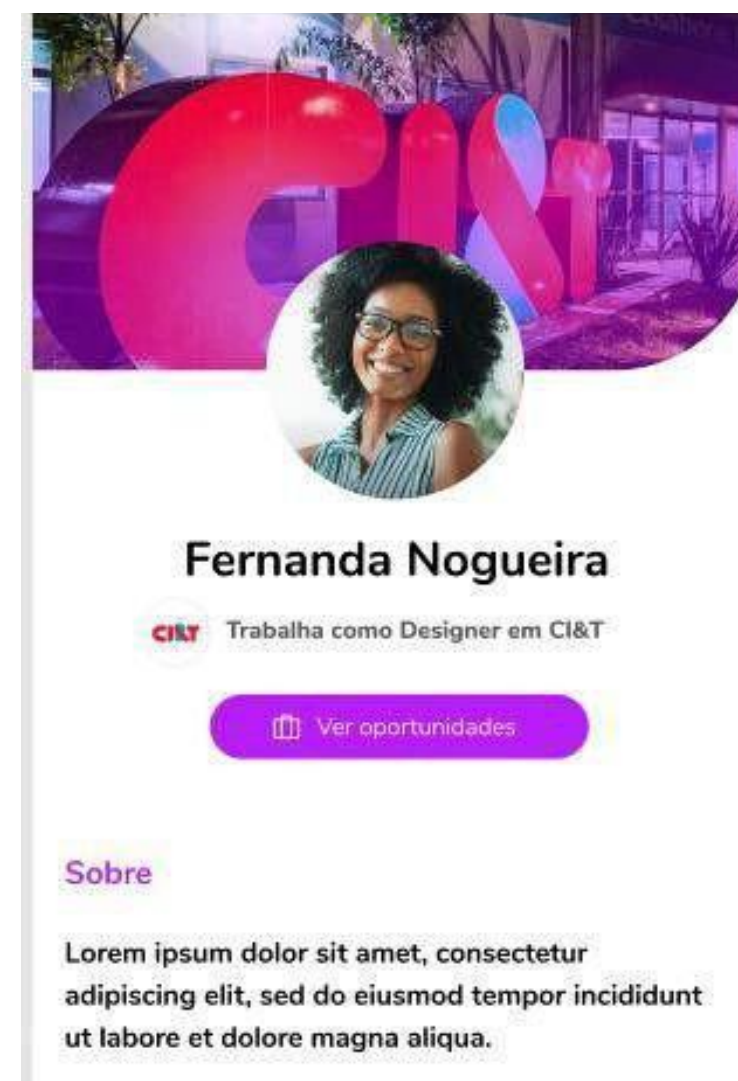 CI&T
Fernanda Nogueira
CI&T Trabalha como Designer em CI&T
Ver oportunidades
Sobre
Lorem ipsum dolor sit amet, consectetur
adipiscing elit, sed do eiusmod tempor incididunt
ut labore et dolore magna aliqua.